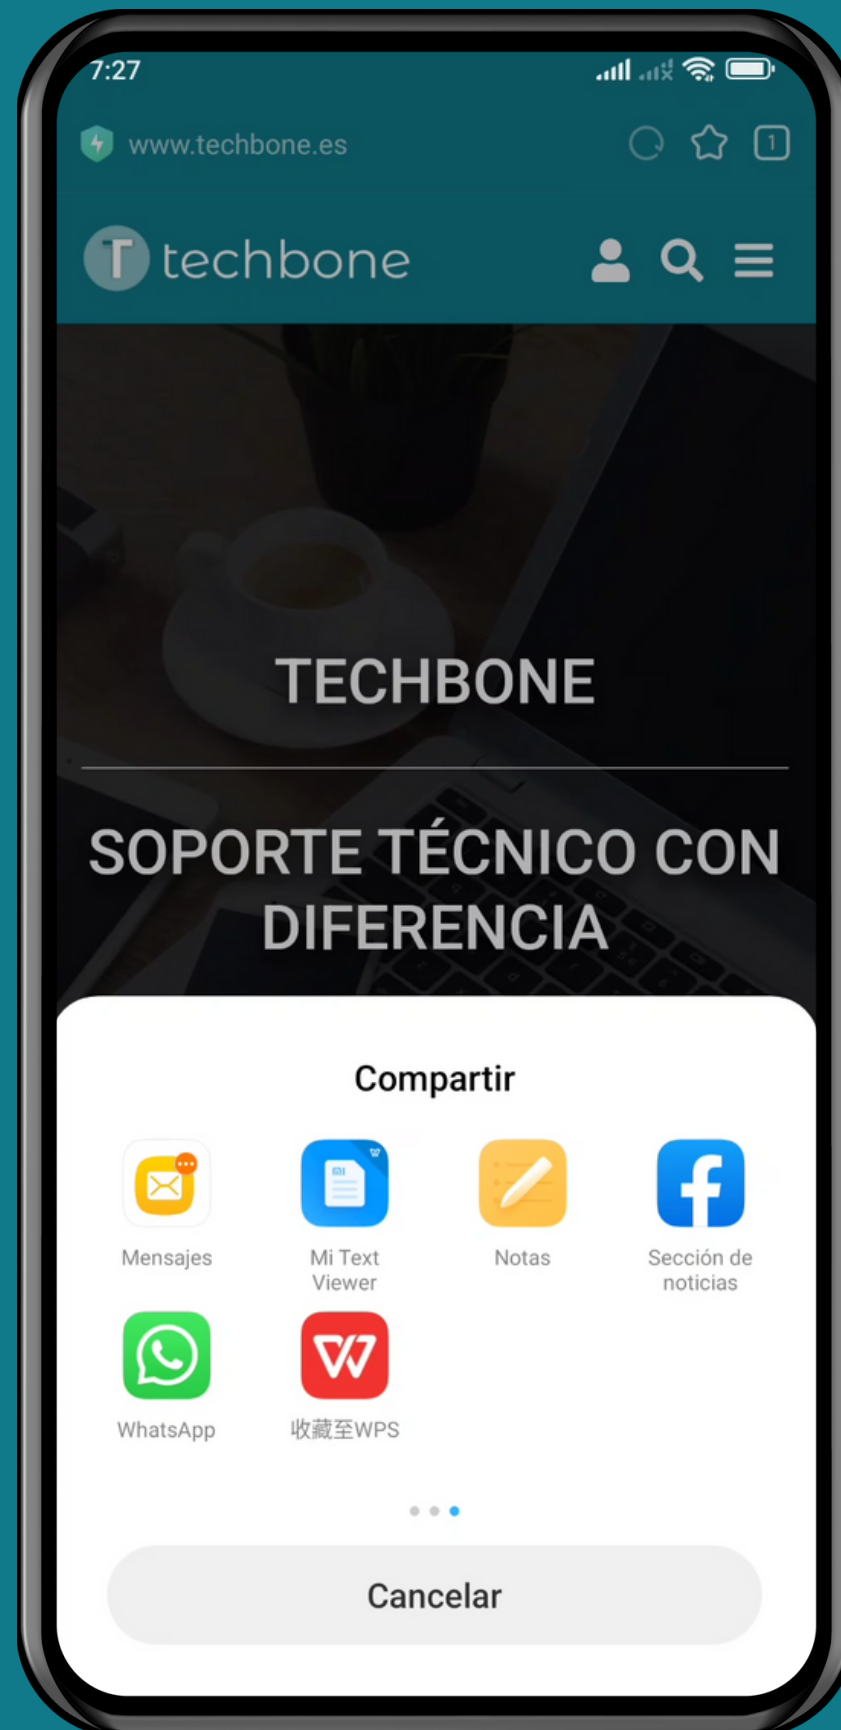 7:27
www.techbone.es
1
T techbone
TECHBONE
SOPORTE TÉCNICO CON
DIFERENCIA
Compartir
Mensajes
Mi Text
Viewer
Notas
Sección de
noticias
WhatsApp
收藏至WPS
Cancelar